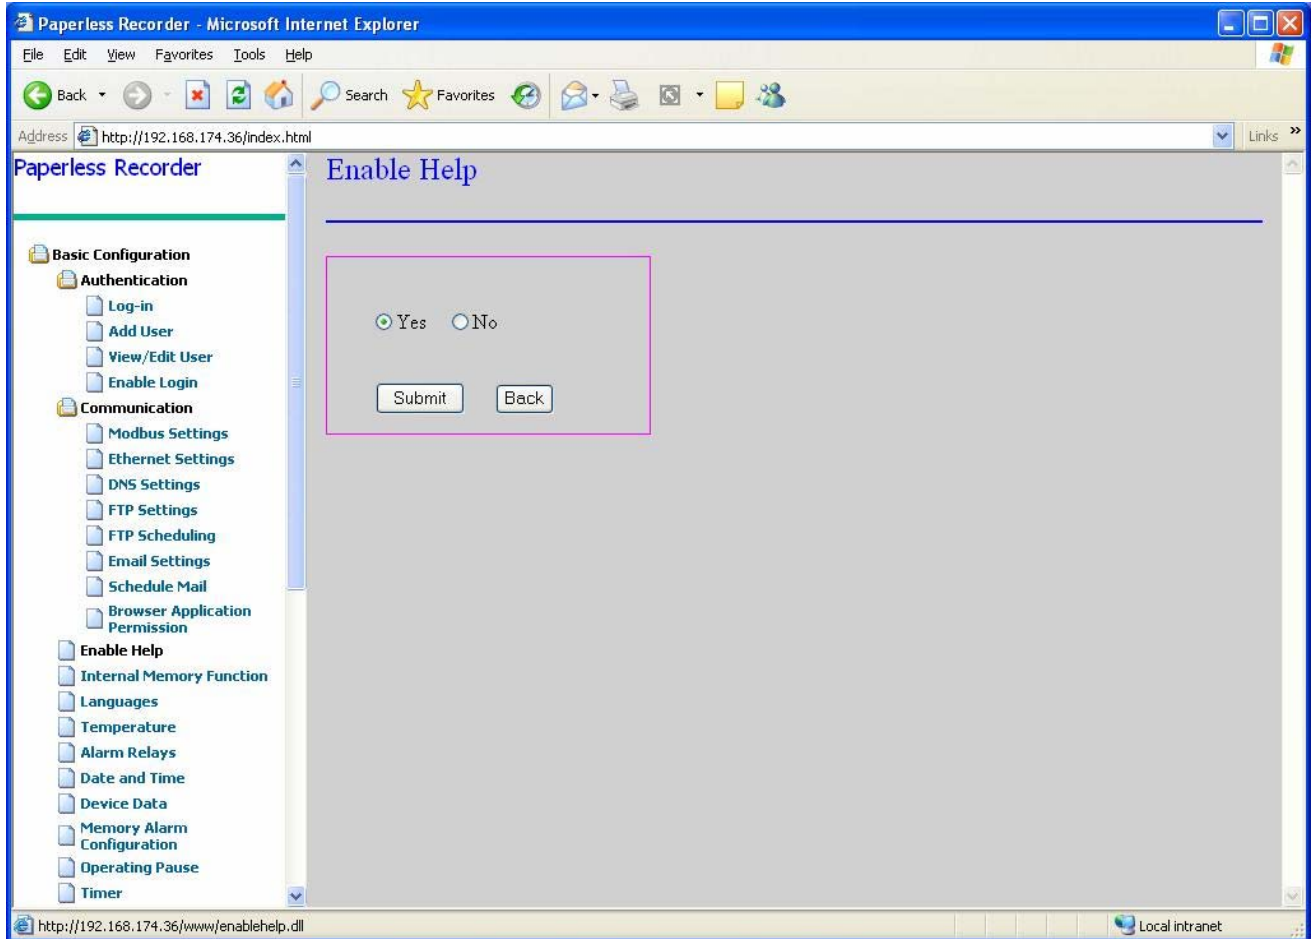 Paperless Recorder - Microsoft Internet Explorer
File Edit View Favorites Tools Help
Back Search Favorites
Address http://192.168.174.36/index.html Links »
Paperless Recorder
Basic Configuration
Authentication
Log-in
Add User
View/Edit User
Enable Login
Communication
Modbus Settings
Ethernet Settings
DNS Settings
FTP Settings
FTP Scheduling
Email Settings
Schedule Mail
Browser Application
Permission
Enable Help
Internal Memory Function
Languages
Temperature
Alarm Relays
Date and Time
Device Data
Memory Alarm
Configuration
Operating Pause
Timer
Enable Help
Yes No
Submit Back
http://192.168.174.36/www/enablehelp.dll Local intranet